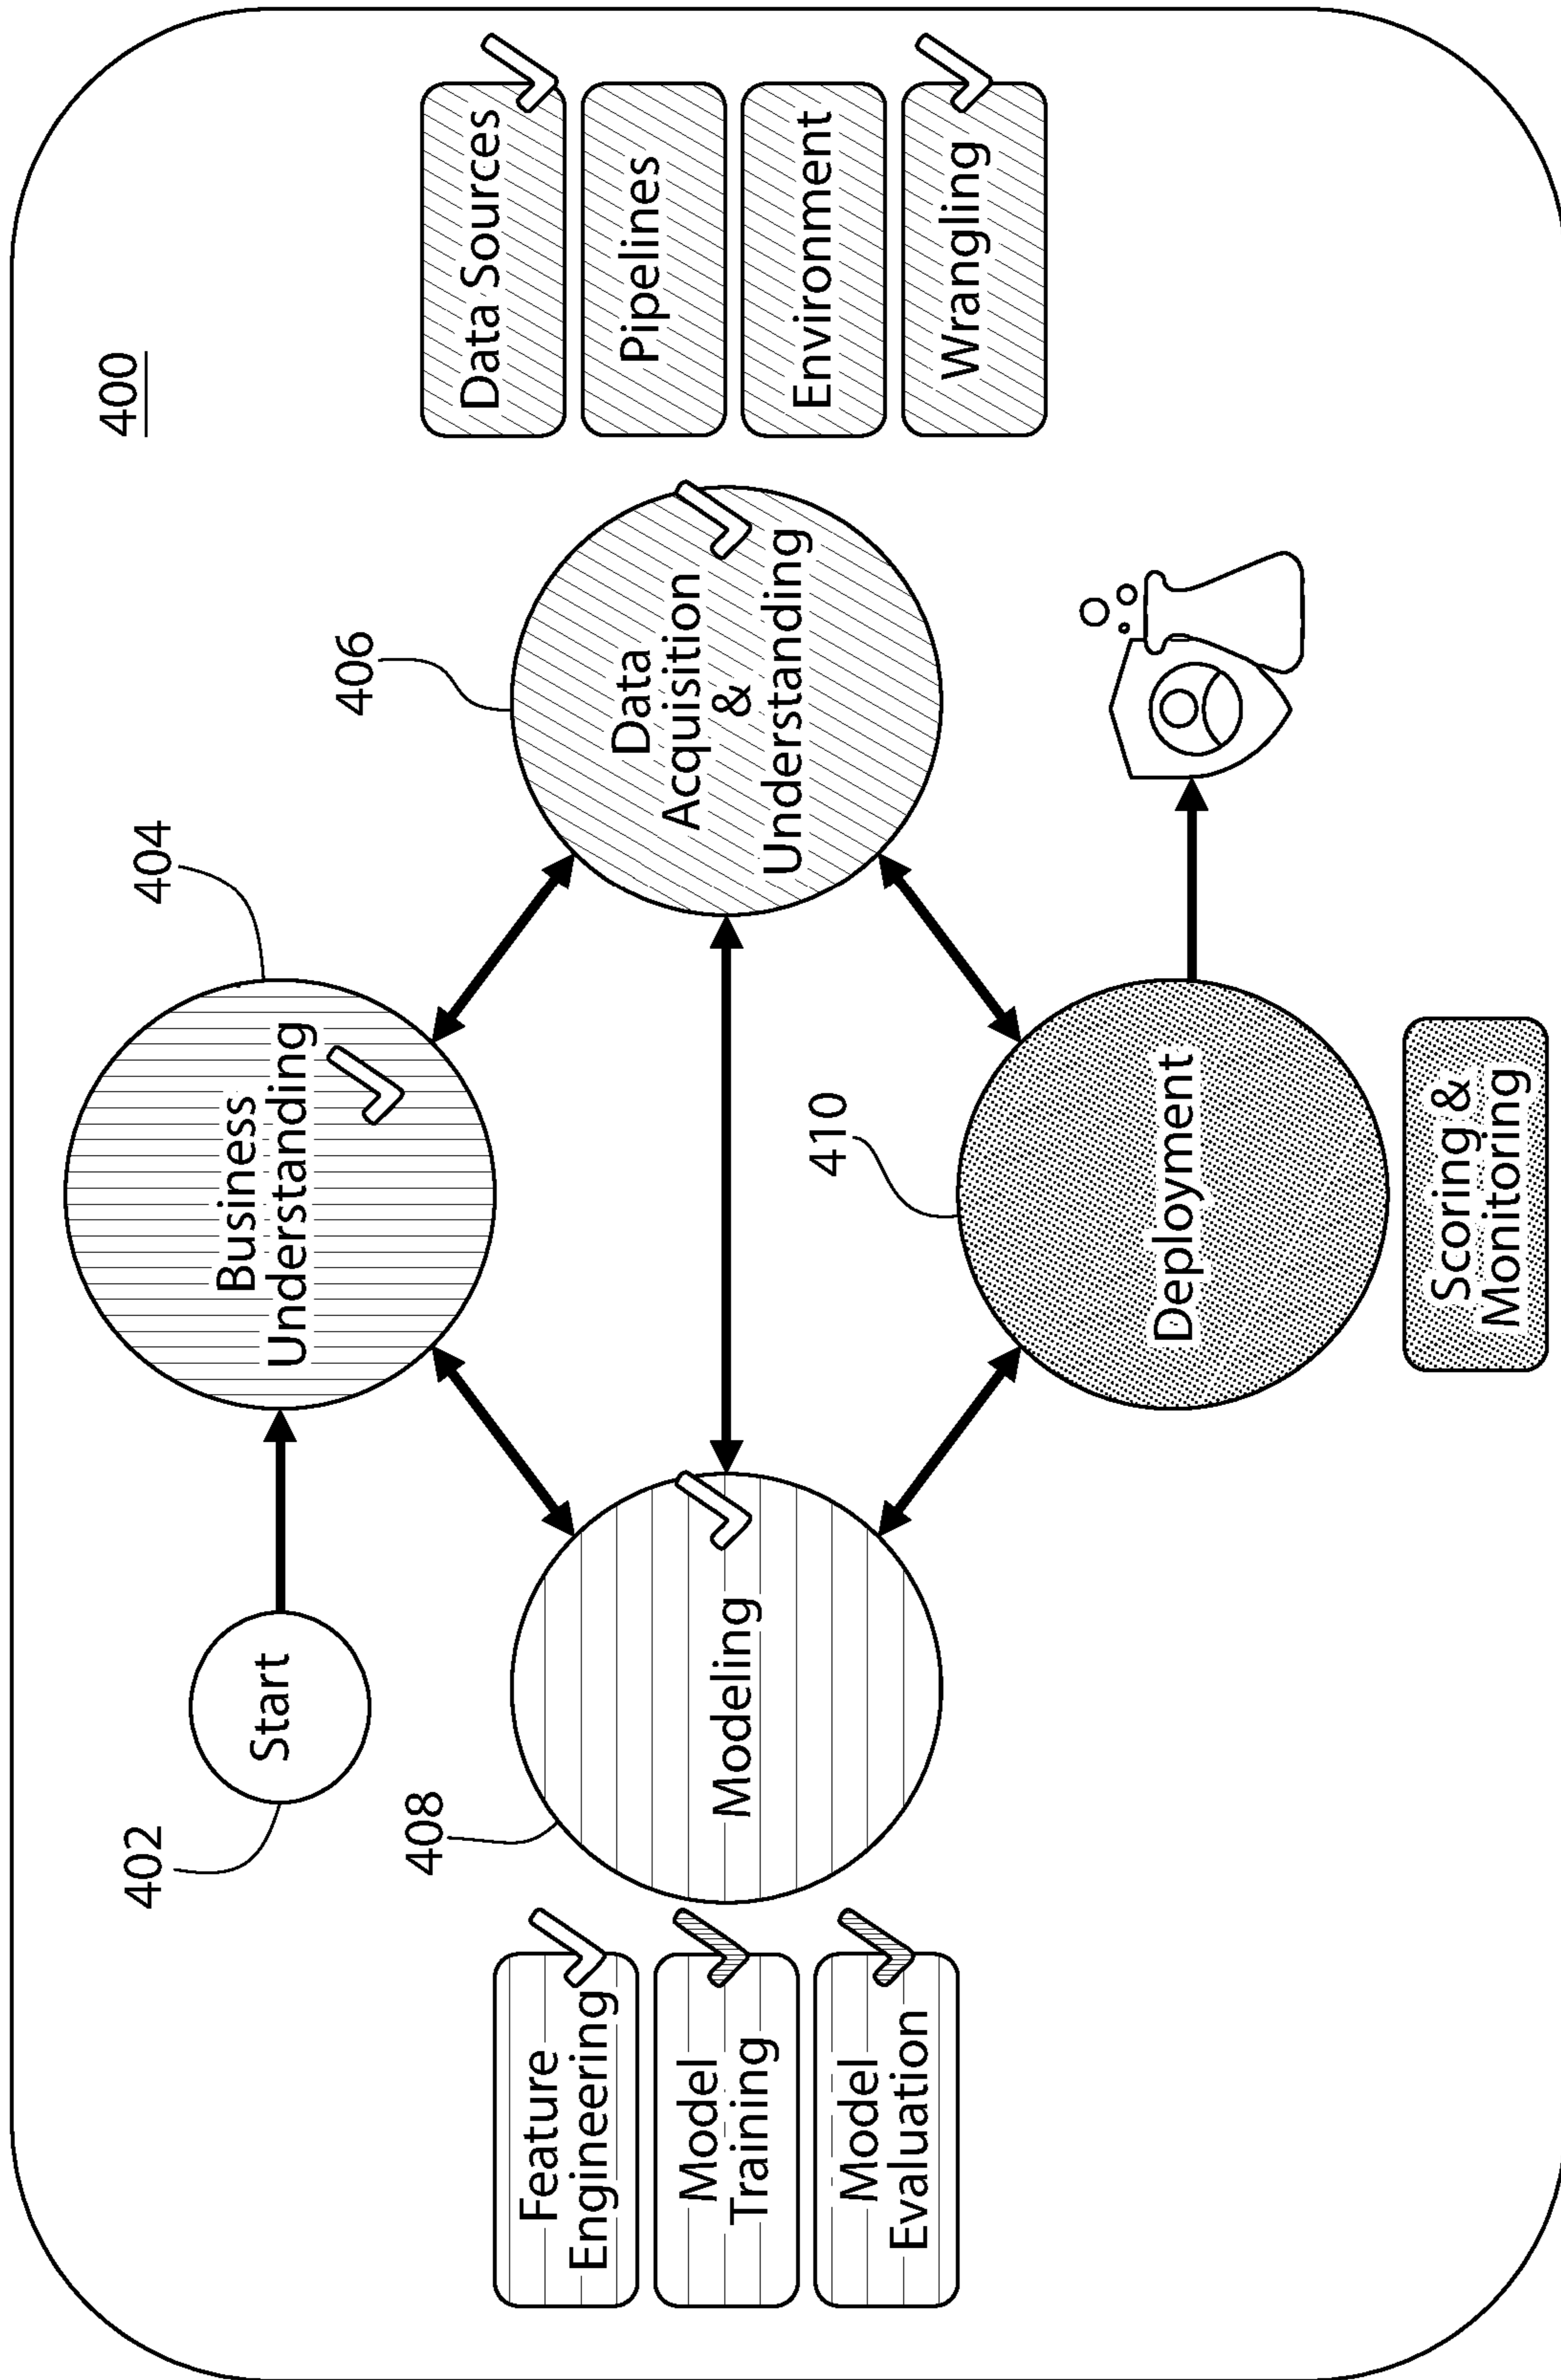 400
402
Start
404
Business
Understanding
406
Data
Acquisition
&
Understanding
Data Sources
Pipelines
Environment
Wrangling
408
Modeling
Feature
Engineering
Model
Training
Model
Evaluation
410
Deployment
Scoring &
Monitoring